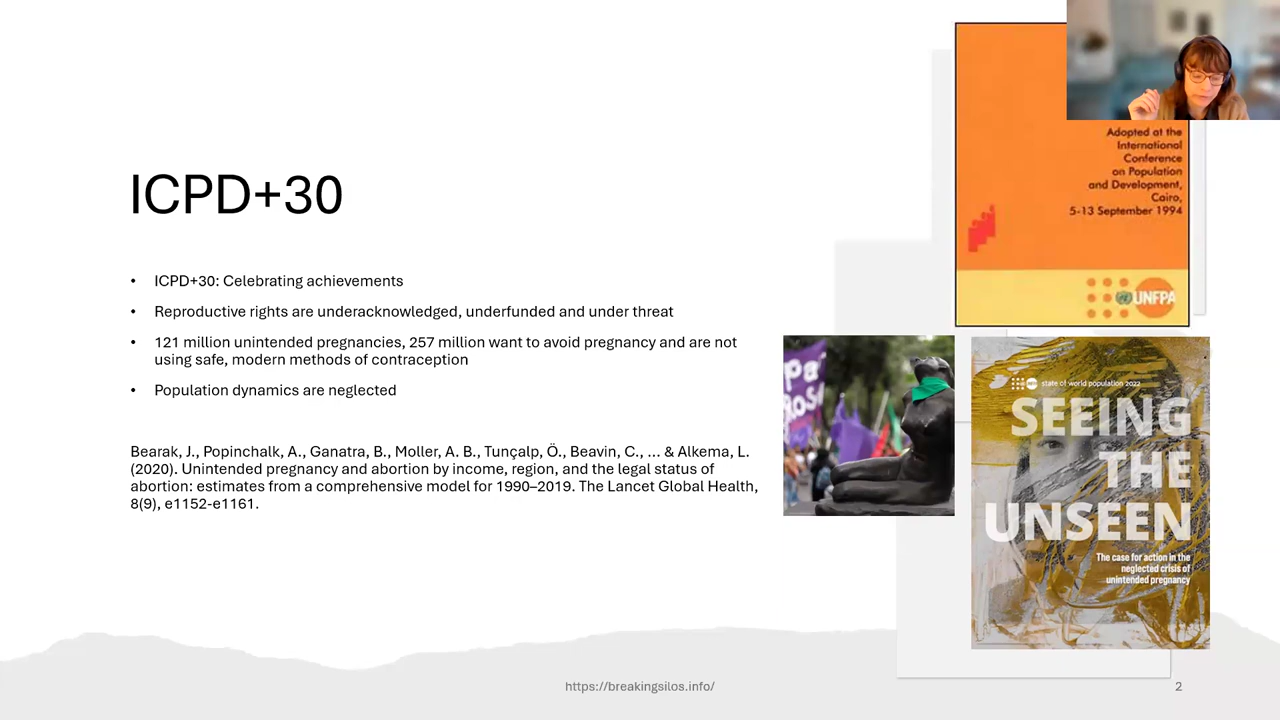 ICPD+30
• ICPD+30: Celebrating achievements
• Reproductive rights are underacknowledged, underfunded and under threat
• 121 million unintended pregnancies, 257 million want to avoid pregnancy and are not
using safe, modern methods of contraception
• Population dynamics are neglected
Bearak, J., Popinchalk, A., Ganatra, B., Moller, A. B., Tunçalp, Ö., Beavin, C., ... & Alkema, L.
(2020). Unintended pregnancy and abortion by income, region, and the legal status of
abortion: estimates from a comprehensive model for 1990–2019. The Lancet Global Health,
8(9), e1152-e1161.
Adopted at the
International
Conference
on Population
and Development,
Cairo,
5-13 September 1994
UNFPA
state of world population 2022
SEEING
THE
UNSEEN
The case for action in the
neglected crisis of
unintended pregnancy
https://breakingsilos.info/
2